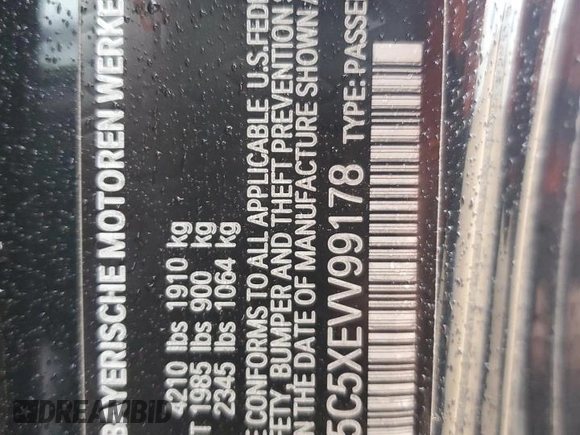 BAYERISCHE MOTOREN WERKE
4210 lbs 1910 kg
T 1985 lbs 900 kg
2345 lbs 1064 kg
E CONFORMS TO ALL APPLICABLE U.S. FEDE
FETY, BUMPER AND THEFT PREVENTION S
N THE DATE OF MANUFACTURE SHOWN A
5C5XEVV99178 TYPE: PASSE
DREAMBID